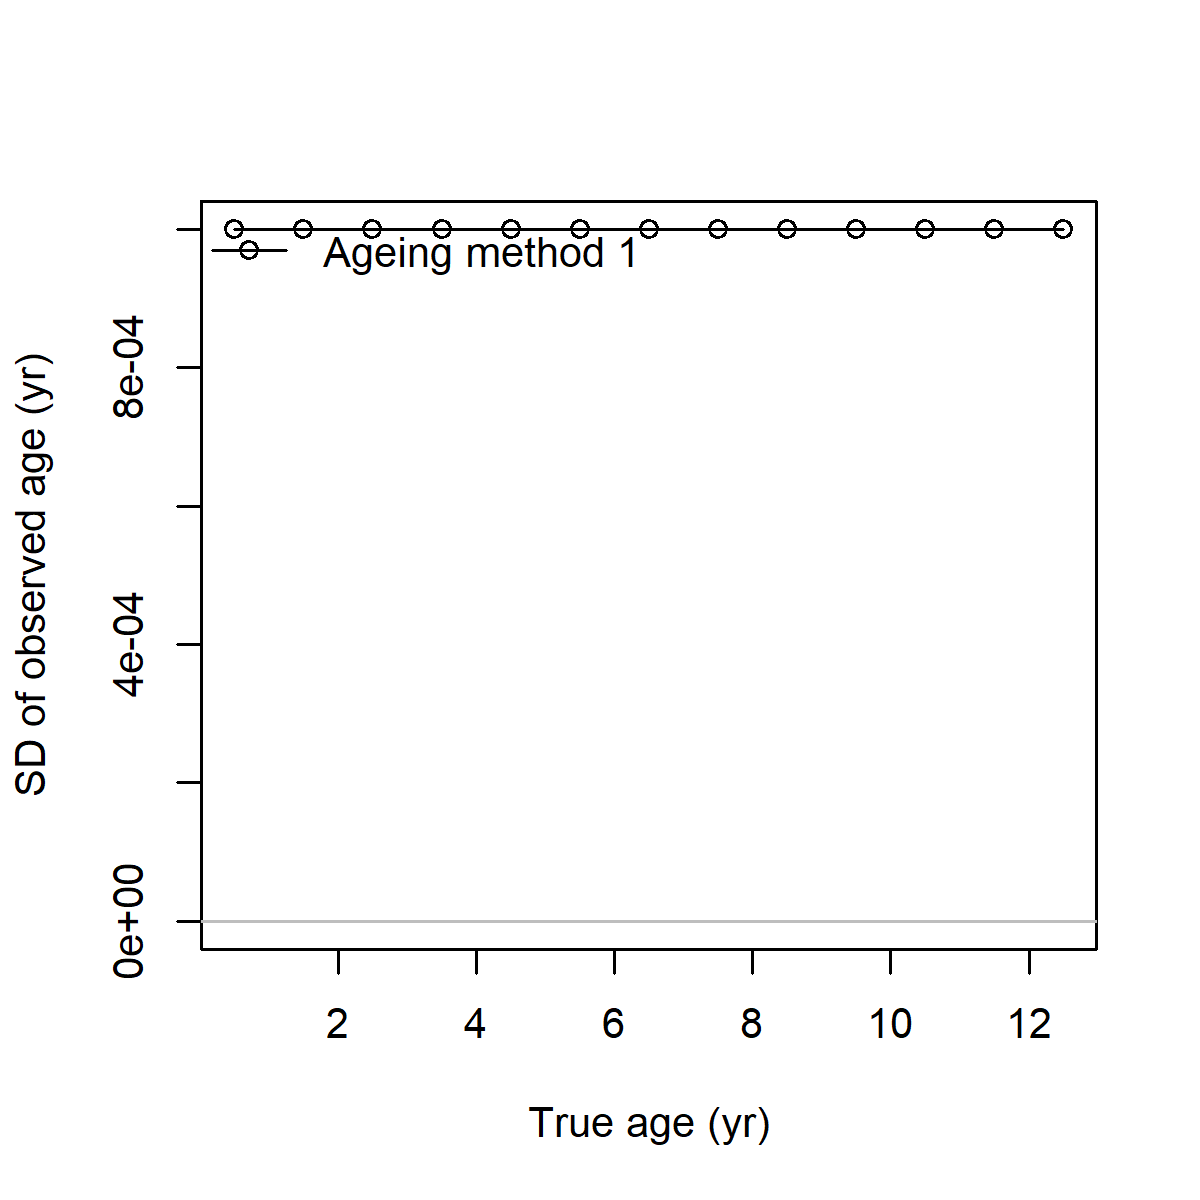 Ageing method 1
SD of observed age (yr)
8e-04
4e-04
0e+00
2 4 6 8 10 12
True age (yr)